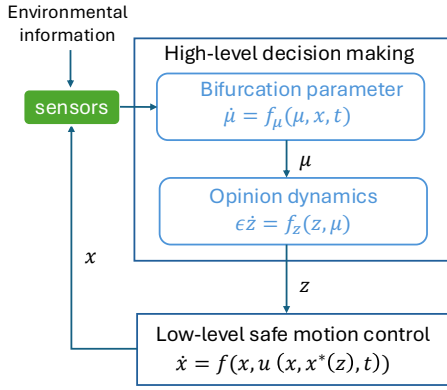 Environmental
information
High-level decision making
sensors
Bifurcation parameter
μ̇ = f_μ(μ, x, t)
μ
Opinion dynamics
ϵż = f_z(z, μ)
x
z
Low-level safe motion control
ẋ = f(x, u (x, x*(z), t))